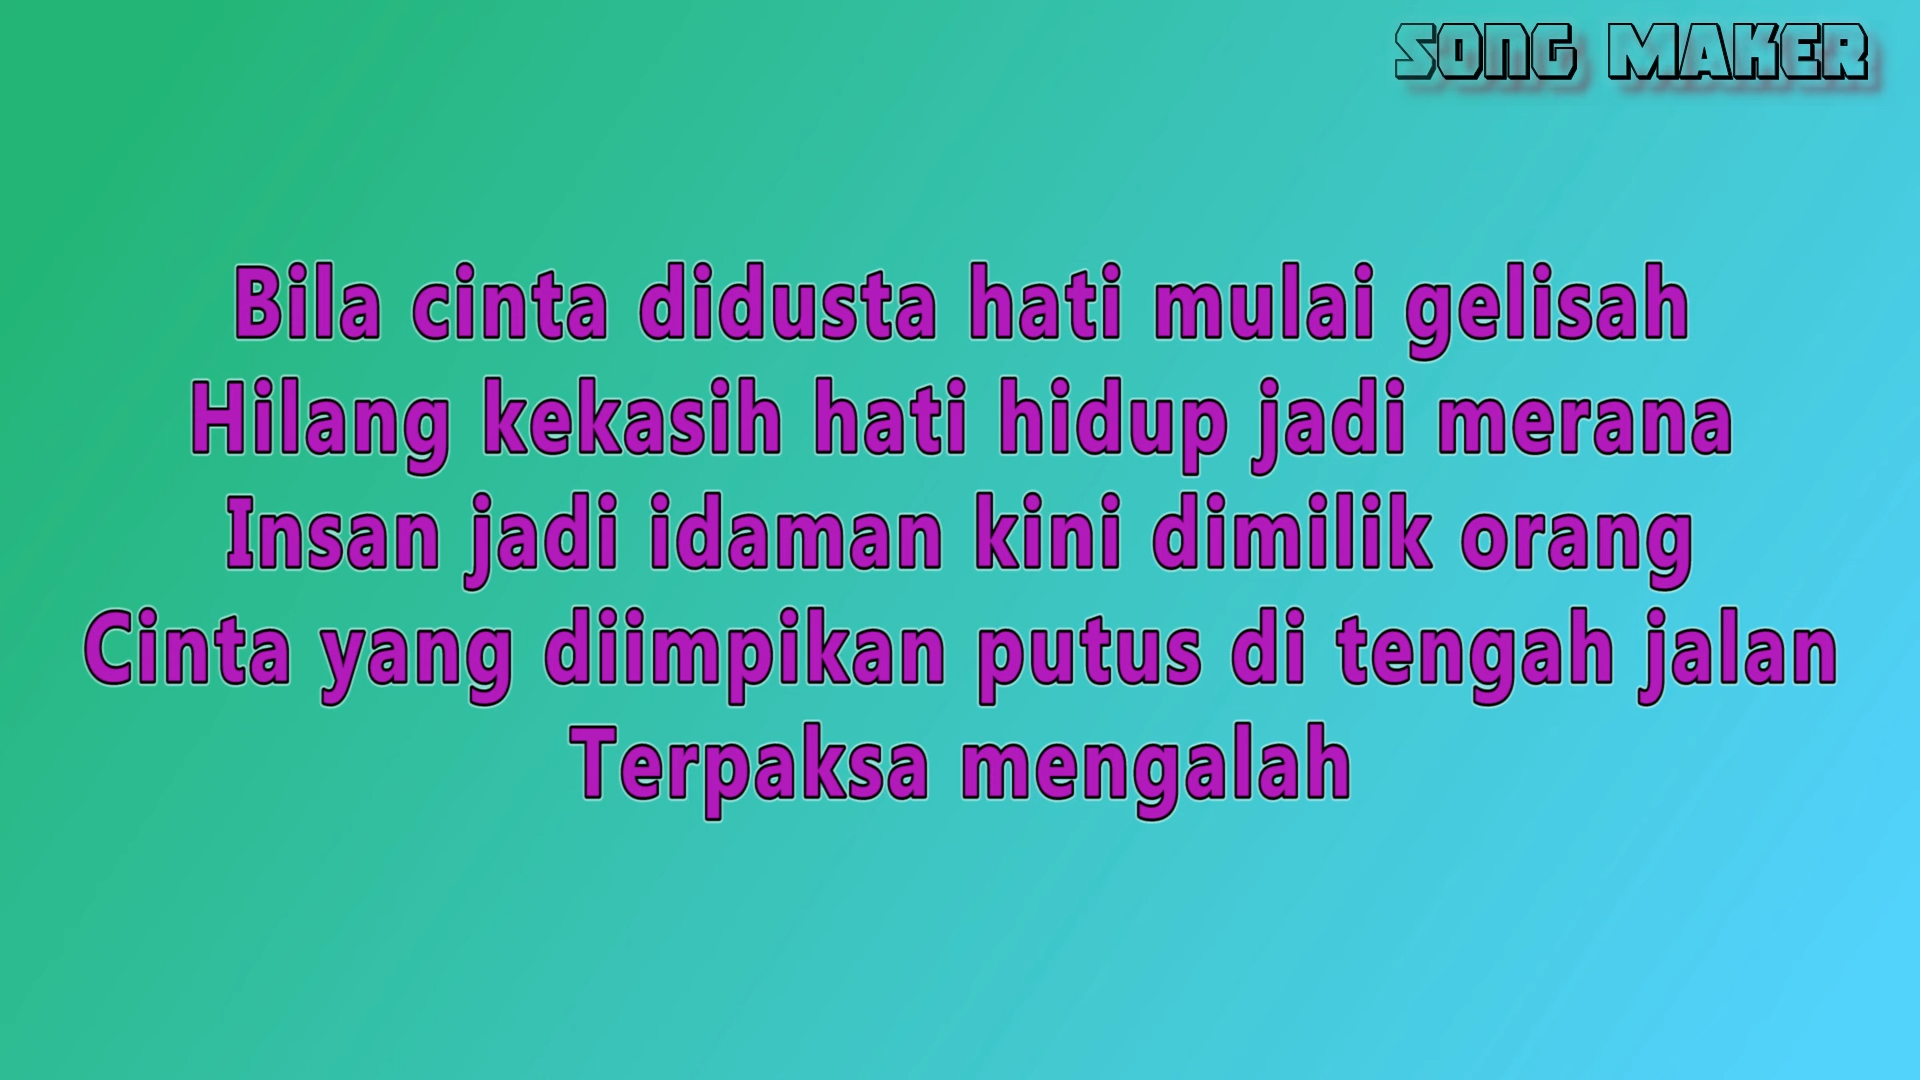 SONG MAKER
Bila cinta didusta hati mulai gelisah
Hilang kekasih hati hidup jadi merana
Insan jadi idaman kini dimilik orang
Cinta yang diimpikan putus di tengah jalan
Terpaksa mengalah